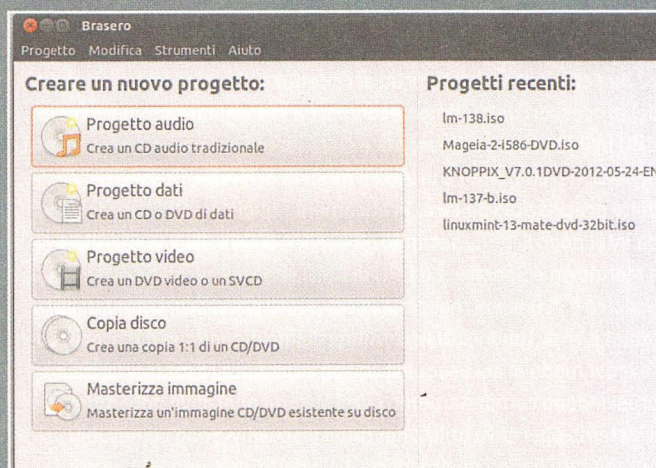 Brasero
Progetto Modifica Strumenti Aiuto
Creare un nuovo progetto:
Progetto audio
Crea un CD audio tradizionale
Progetto dati
Crea un CD o DVD di dati
Progetto video
Crea un DVD video o un SVCD
Copia disco
Crea una copia 1:1 di un CD/DVD
Masterizza immagine
Masterizza un'immagine CD/DVD esistente su disco
Progetti recenti:
lm-138.iso
Mageia-2-i586-DVD.iso
KNOPPIX_V7.0.1DVD-2012-05-24-EN
lm-137-b.iso
linuxmint-13-mate-dvd-32bit.iso